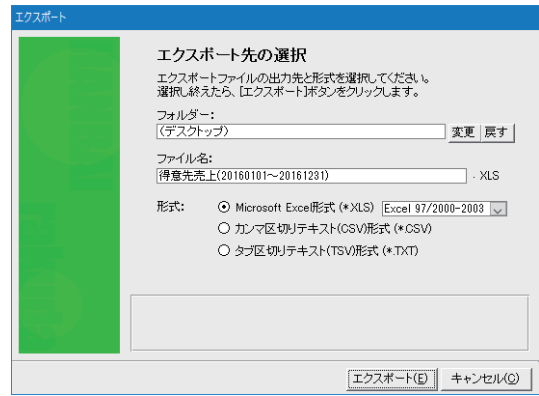 エクスポート
エクスポート先の選択
エクスポートファイルの出力先と形式を選択してください。
選択し終えたら、[エクスポート]ボタンをクリックします。
フォルダー:
(デスクトップ) 変更 戻す
ファイル名:
得意先売上(20160101～20161231) . XLS
形式: Microsoft Excel形式 (*.XLS) Excel 97/2000-2003
カンマ区切りテキスト(CSV)形式 (*.CSV)
タブ区切りテキスト(TSV)形式 (*.TXT)
エクスポート(E) キャンセル(C)